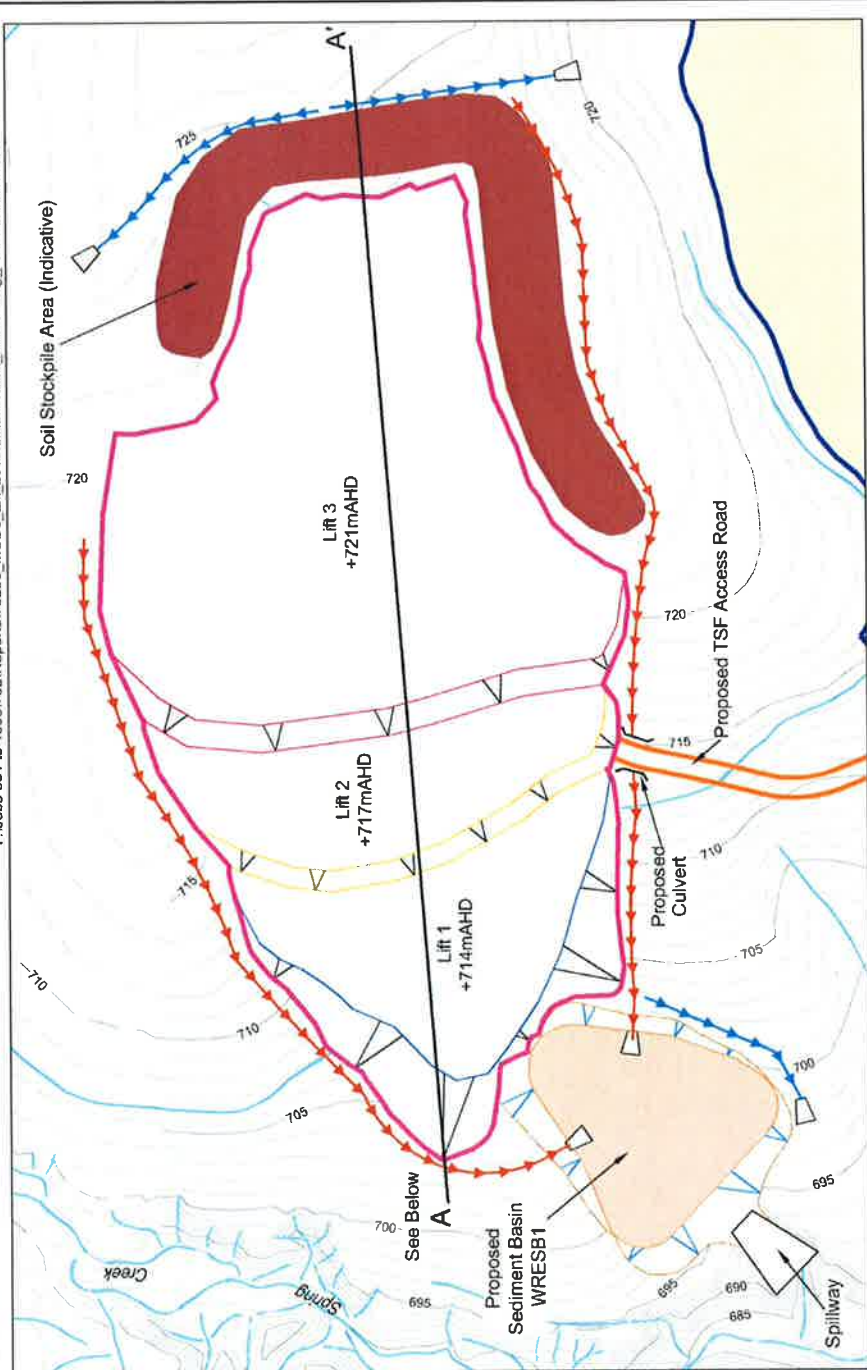 A'
725
720
Soil Stockpile Area (Indicative)
720
Lift 3
+721mAHD
720
Proposed TSF Access Road
715
Lift 2
+717mAHD
715
710
Proposed
Culvert
710
Lift 1
+714mAHD
705
710
705
700
See Below
A
700
Proposed
Sediment Basin
WRESB1
695
695
690
685
Spillway
695
Spring
Creek